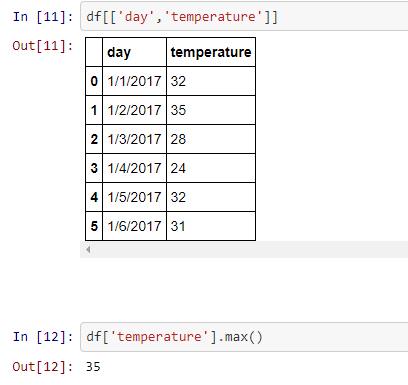 In [11]: df[['day','temperature']]
Out[11]:
day temperature
0 1/1/2017 32
1 1/2/2017 35
2 1/3/2017 28
3 1/4/2017 24
4 1/5/2017 32
5 1/6/2017 31
In [12]: df['temperature'].max()
Out[12]: 35